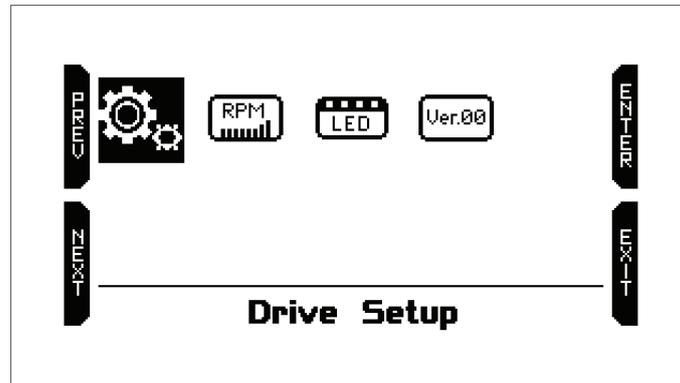 PREV
RPM
LED
Ver.00
ENTER
NEXT
EXIT
Drive Setup